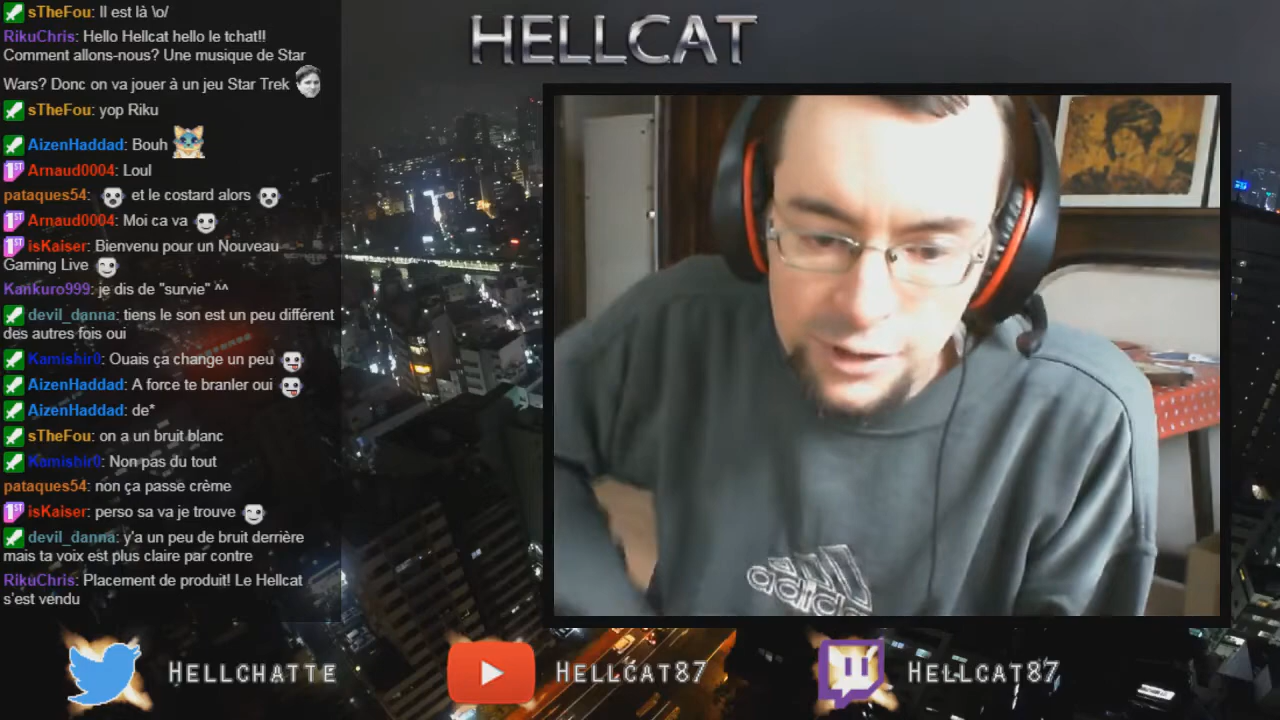 sTheFou: Il est là \o/
HELLCAT
RikuChris: Hello Hellcat hello le tchat!!
Comment allons-nous? Une musique de Star
Wars? Donc on va jouer à un jeu Star Trek
sTheFou: yop Riku
AizenHaddad: Bouh
1ST Arnaud0004: Loul
pataques54: et le costard alors
1ST Arnaud0004: Moi ca va
1ST isKaiser: Bienvenu pour un Nouveau
Gaming Live
Kankuro999: je dis de "survie" ^^
devil_danna: tiens le son est un peu différent
des autres fois oui
Kamishir0: Ouais ça change un peu
AizenHaddad: A force te branler oui
AizenHaddad: de*
sTheFou: on a un bruit blanc
Kamishir0: Non pas du tout
pataques54: non ça passe crème
1ST isKaiser: perso sa va je trouve
devil_danna: y'a un peu de bruit derrière
mais ta voix est plus claire par contre
RikuChris: Placement de produit! Le Hellcat
s'est vendu
adidas
HELLCHATTE
HELLCAT87
HELLCAT87